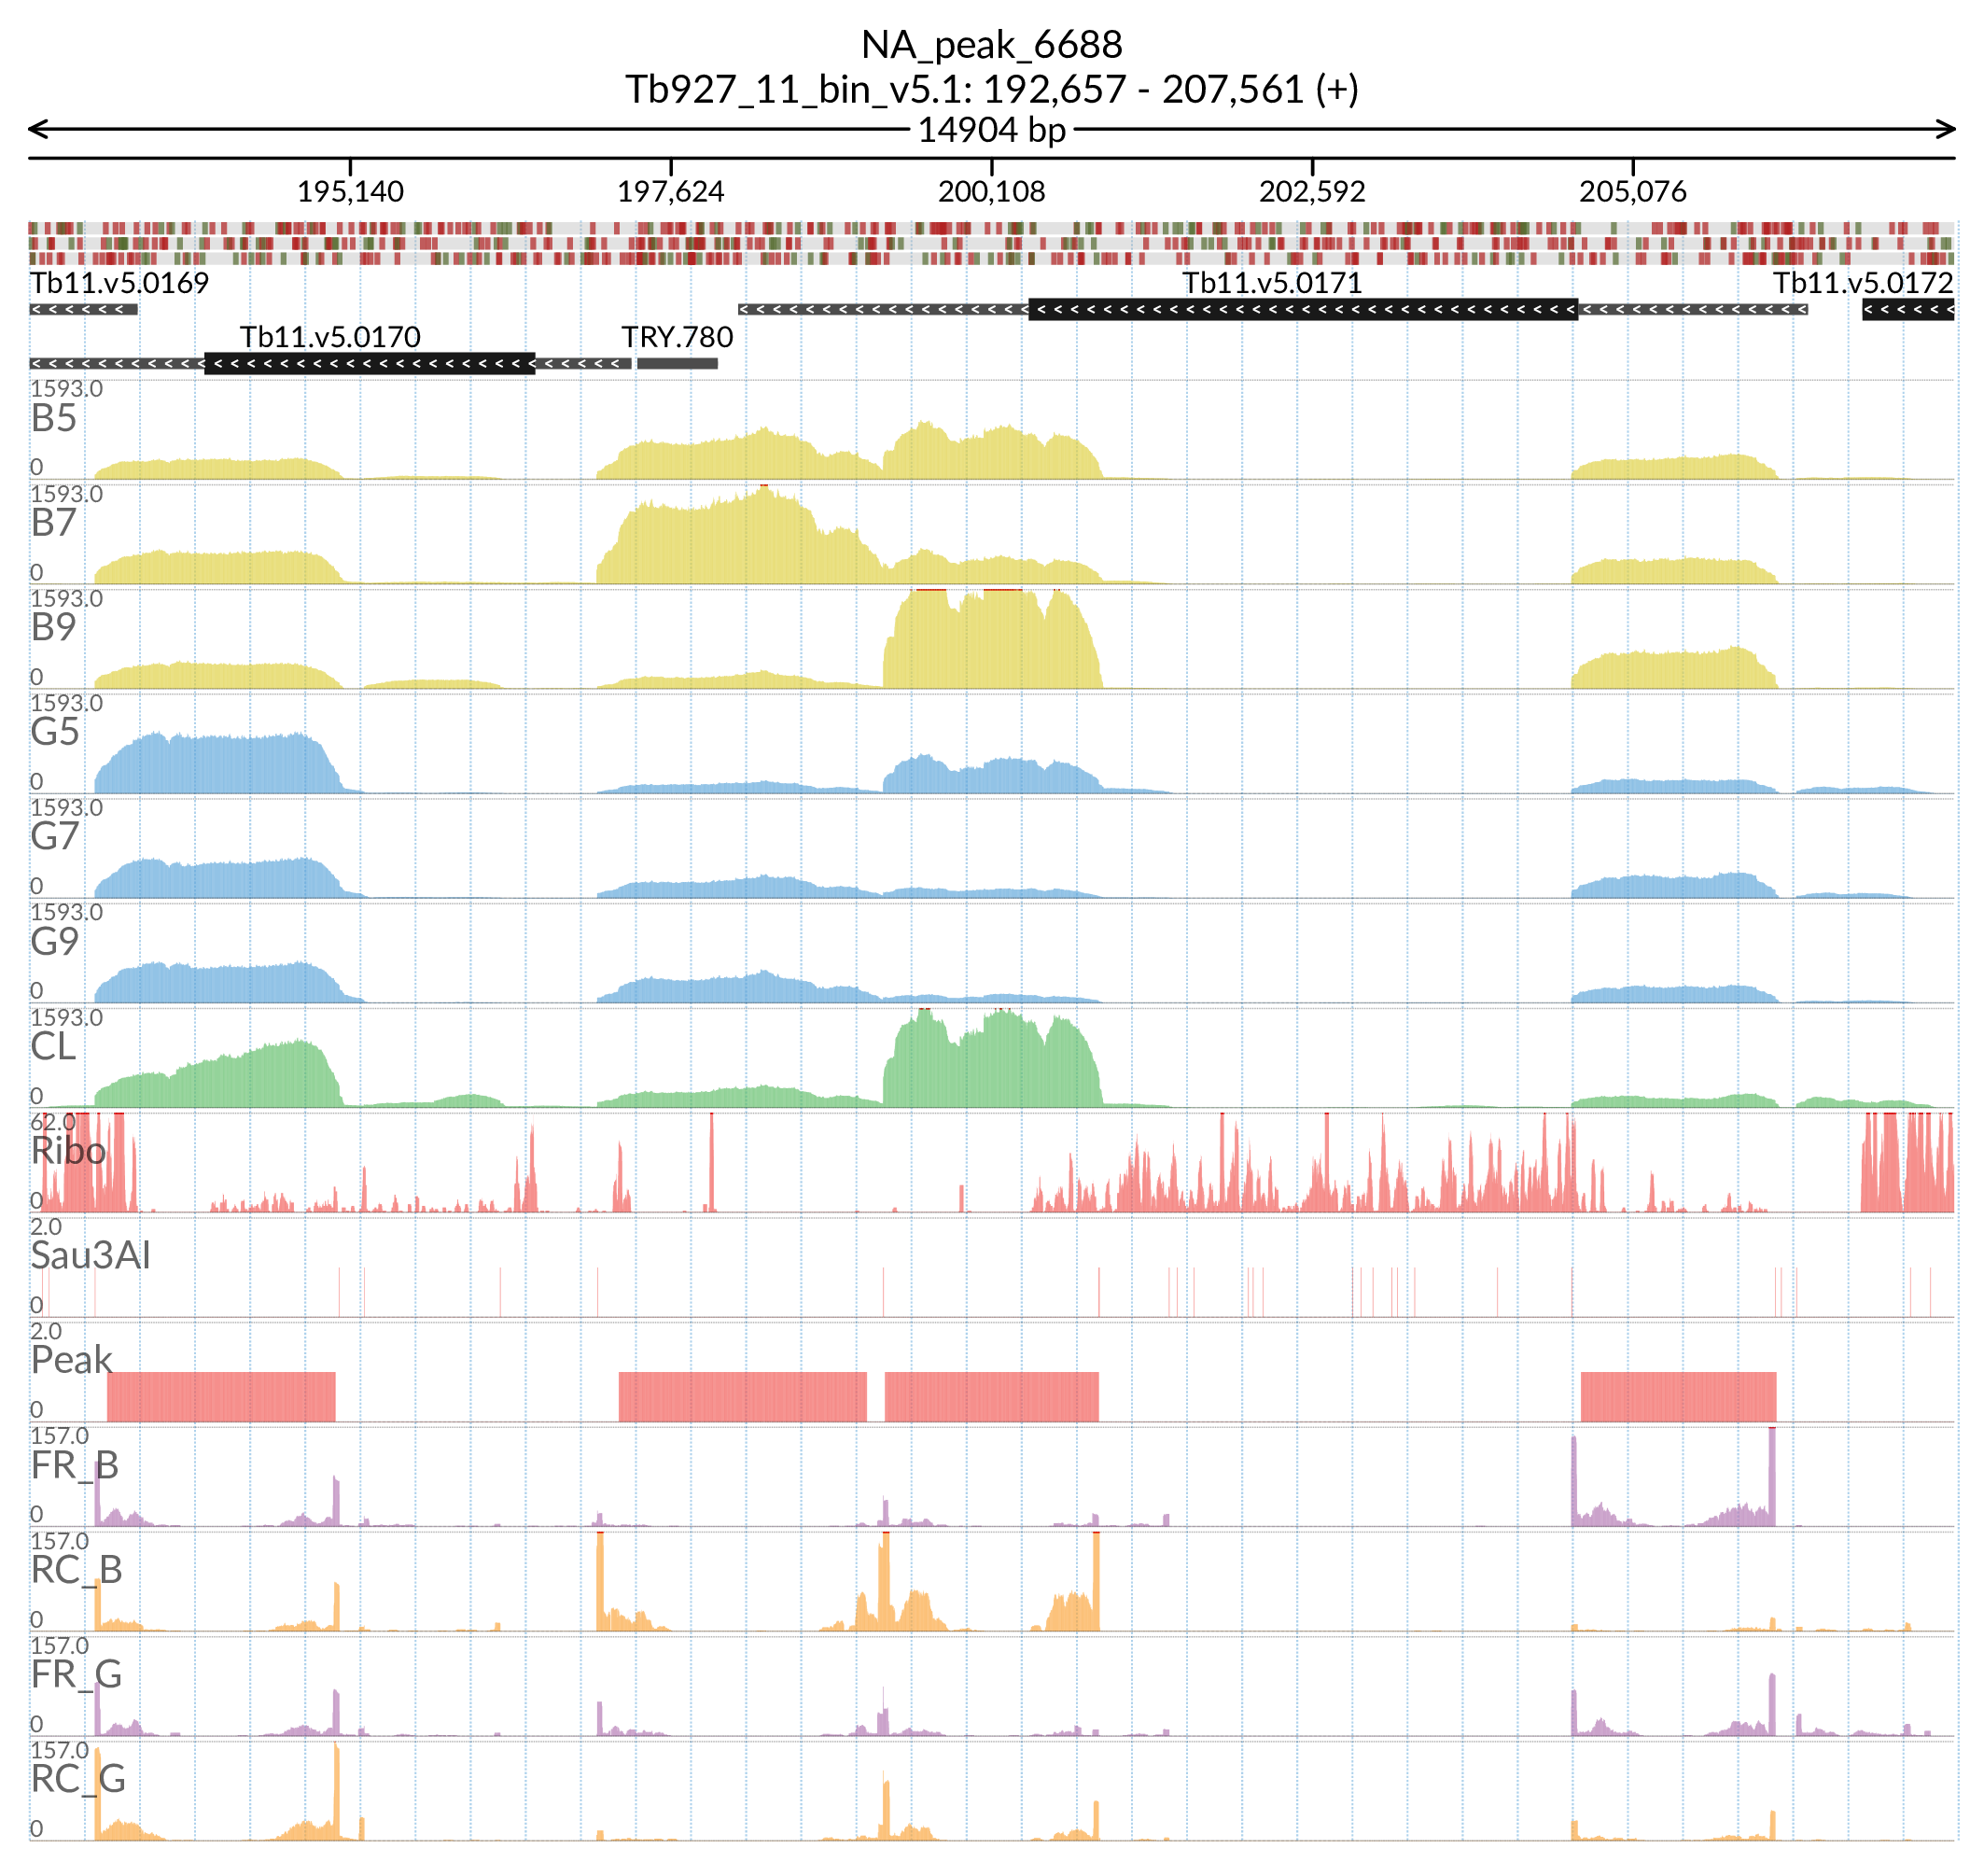 NA_peak_6688
Tb927_11_bin_v5.1: 192,657 - 207,561 (+)
14904 bp
195,140 197,624 200,108 202,592 205,076
Tb11.v5.0169 Tb11.v5.0171 Tb11.v5.0172
Tb11.v5.0170 TRY.780
1593.0
B5
0
1593.0
B7
0
1593.0
B9
0
1593.0
G5
0
1593.0
G7
0
1593.0
G9
0
1593.0
CL
0
62.0
Ribo
0
2.0
Sau3AI
0
2.0
Peak
0
157.0
FR_B
0
157.0
RC_B
0
157.0
FR_G
0
157.0
RC_G
0